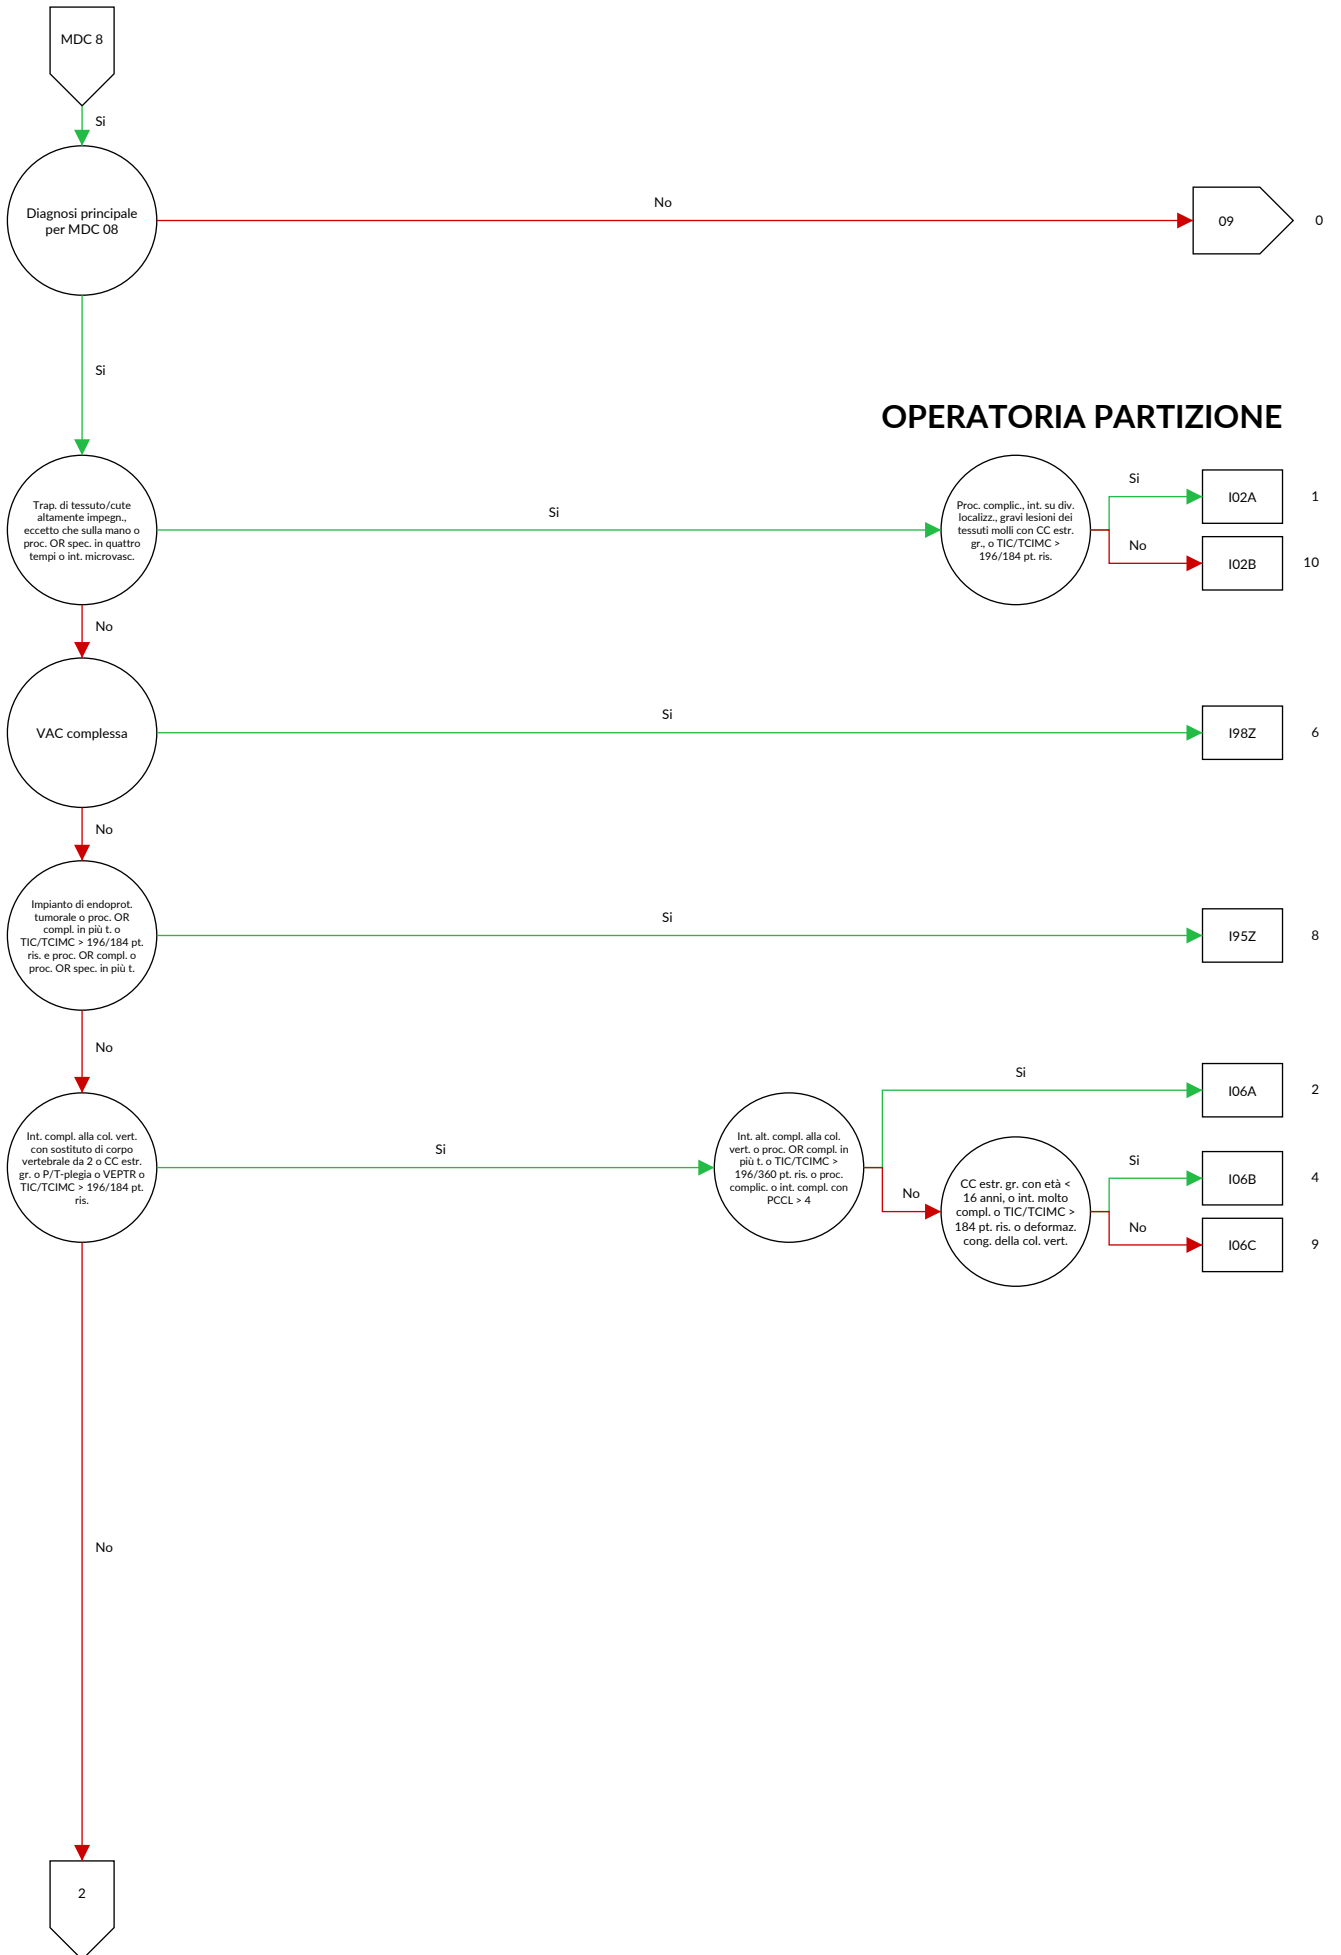 MDC 8
Si
Diagnosi principale
per MDC 08
No
09
0
Si
OPERATORIA PARTIZIONE
Trap. di tessuto/cute
altamente impegn.,
eccetto che sulla mano o
proc. OR spec. in quattro
tempi o int. microvasc.
Si
Proc. complic., int. su div.
localizz., gravi lesioni dei
tessuti molli con CC estr.
gr., o TIC/TCIMC >
196/184 pt. ris.
Si
I02A
1
No
I02B
10
No
VAC complessa
Si
I98Z
6
No
Impianto di endoprot.
tumorale o proc. OR
compl. in più t. o
TIC/TCIMC > 196/184 pt.
ris. e proc. OR compl. o
proc. OR spec. in più t.
Si
I95Z
8
No
Int. compl. alla col. vert.
con sostituto di corpo
vertebrale da 2 o CC estr.
gr. o P/T-plegia o VEPTR o
TIC/TCIMC > 196/184 pt.
ris.
Si
Int. alt. compl. alla col.
vert. o proc. OR compl. in
più t. o TIC/TCIMC >
196/360 pt. ris. o proc.
complic. o int. compl. con
PCCL > 4
Si
I06A
2
No
CC estr. gr. con età <
16 anni, o int. molto
compl. o TIC/TCIMC >
184 pt. ris. o deformaz.
cong. della col. vert.
Si
I06B
4
No
I06C
9
No
2